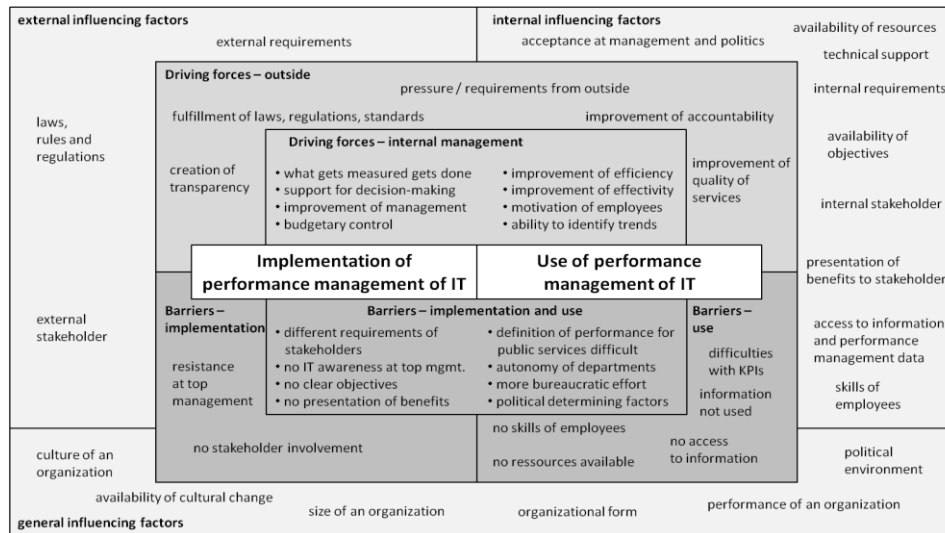 external influencing factors
external requirements
laws,
rules and
regulations
external
stakeholder
internal influencing factors
acceptance at management and politics
availability of resources
technical support
internal requirements
availability of
objectives
internal stakeholder
presentation of
benefits to stakeholder
access to information
and performance
management data
skills of
employees
Driving forces – outside
pressure / requirements from outside
fulfillment of laws, regulations, standards
improvement of accountability
creation of
transparency
improvement of
quality of
services
Driving forces – internal management
• what gets measured gets done
• support for decision-making
• improvement of management
• budgetary control
• improvement of efficiency
• improvement of effectivity
• motivation of employees
• ability to identify trends
Implementation of
performance management of IT
Use of performance
management of IT
Barriers –
implementation
resistance
at top
management
no stakeholder involvement
Barriers – implementation and use
• different requirements of
stakeholders
• no IT awareness at top mgmt.
• no clear objectives
• no presentation of benefits
• definition of performance for
public services difficult
• autonomy of departments
• more bureaucratic effort
• political determining factors
Barriers –
use
difficulties
with KPIs
information
not used
no skills of employees
no ressources available
no access
to information
culture of an
organization
availability of cultural change
size of an organization
organizational form
performance of an organization
political
environment
general influencing factors